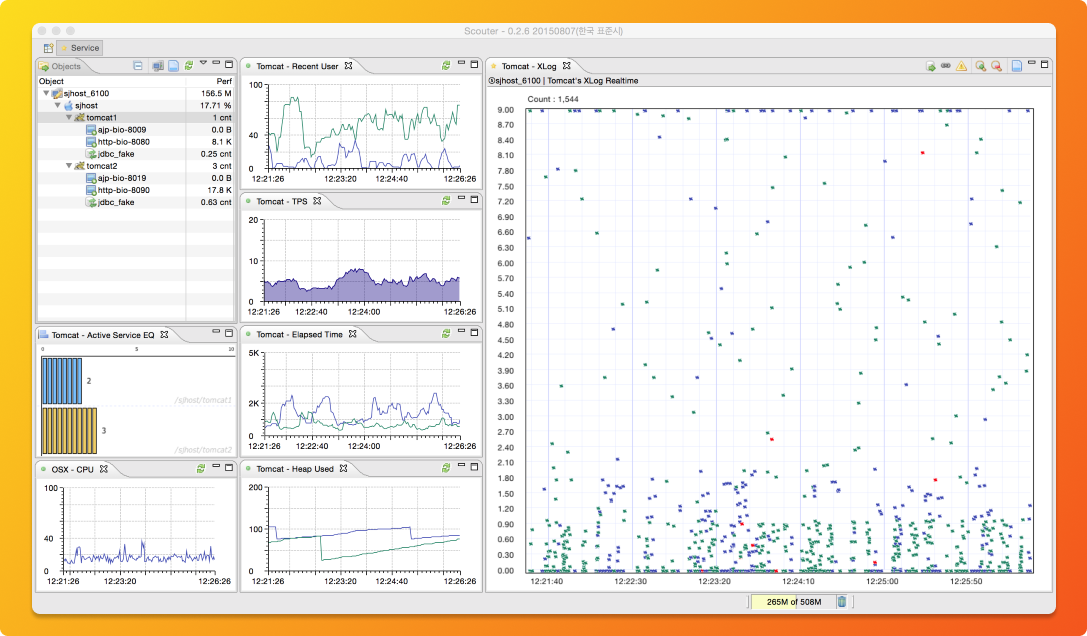 Scouter - 0.2.6 20150807(한국 표준시)
Service
Objects
Object Perf
sjhost_6100 156.5 M
sjhost 17.71 %
tomcat1 1 cnt
ajp-bio-8009 0.0 B
http-bio-8080 8.1 K
jdbc_fake 0.25 cnt
tomcat2 3 cnt
ajp-bio-8019 0.0 B
http-bio-8090 17.8 K
jdbc_fake 0.63 cnt
Tomcat - Active Service EQ
0 5 10
2
/sjhost/tomcat1
3
/sjhost/tomcat2
OSX - CPU
100
40
0
12:21:26 12:23:20 12:26:26
Tomcat - Recent User
100
40
0
12:21:26 12:23:20 12:24:40 12:26:26
Tomcat - TPS
20
10
0
12:21:26 12:22:40 12:24:00 12:26:26
Tomcat - Elapsed Time
5K
2K
0
12:21:26 12:22:40 12:24:00 12:26:26
Tomcat - Heap Used
200
100
0
12:21:26 12:23:20 12:24:40 12:26:26
Tomcat - XLog
sjhost_6100 | Tomcat's XLog Realtime
Count : 1,544
9.00
8.70
8.40
8.10
7.80
7.50
7.20
6.90
6.60
6.30
6.00
5.70
5.40
5.10
4.80
4.50
4.20
3.90
3.60
3.30
3.00
2.70
2.40
2.10
1.80
1.50
1.20
0.90
0.60
0.30
0.00
12:21:40 12:22:30 12:23:20 12:24:10 12:25:00 12:25:50
265M of 508M